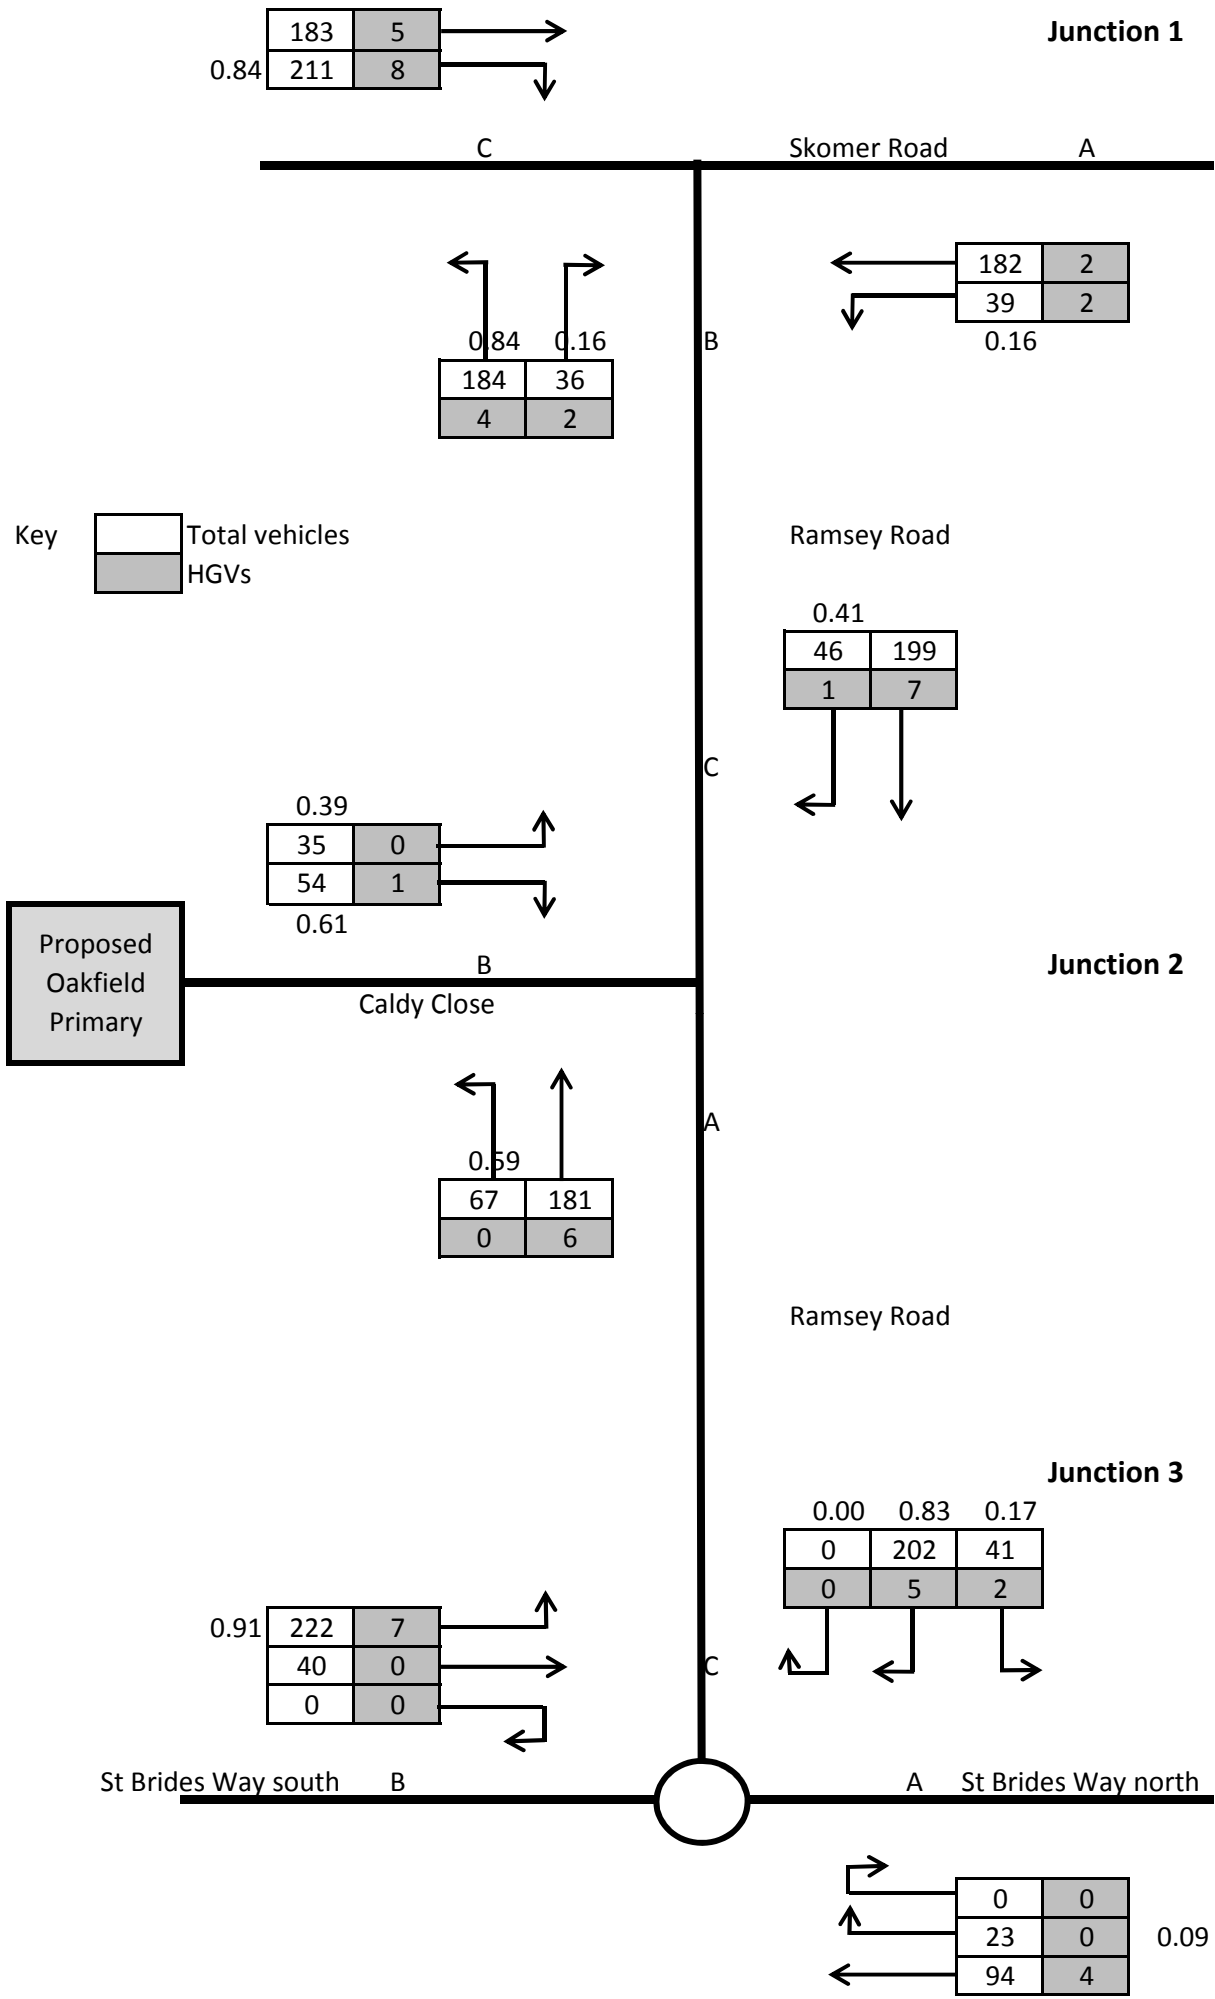 183 5
Junction 1
0.84 211 8
C Skomer Road A
182 2
39 2
0.84 0.16 B 0.16
184 36
4 2
Key Total vehicles Ramsey Road
HGVs
0.41
46 199
1 7
C
0.39
35 0
54 1
0.61
Proposed
Oakfield
Primary
B
Junction 2
Caldy Close
A
0.59
67 181
0 6
Ramsey Road
Junction 3
0.00 0.83 0.17
0 202 41
0 5 2
0.91 222 7
40 0 C
0 0
St Brides Way south B A St Brides Way north
0 0
23 0 0.09
94 4